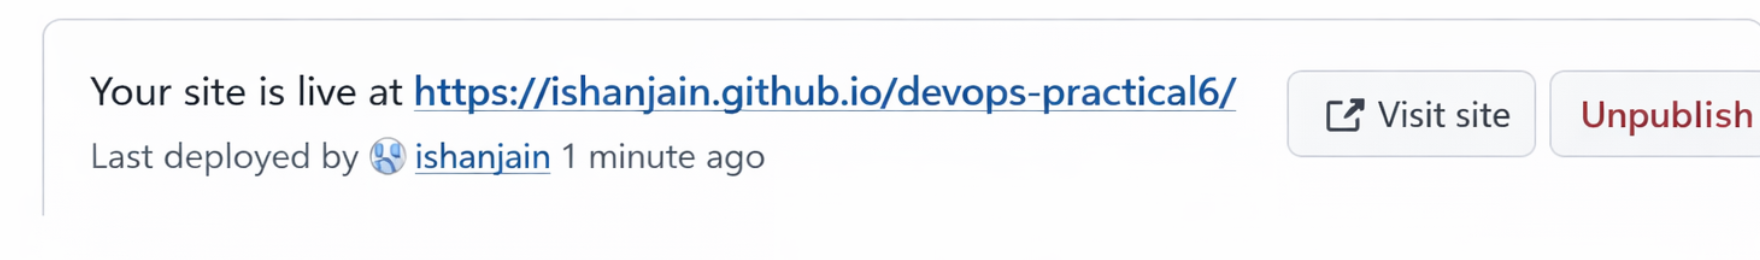 Your site is live at https://ishanjain.github.io/devops-practical6/
Last deployed by ishanjain 1 minute ago
Visit site
Unpublish